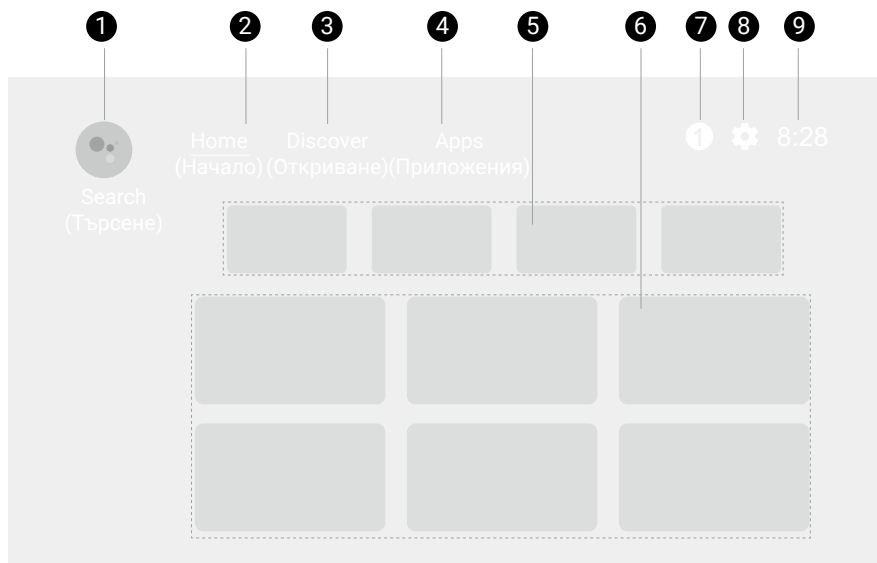 1 2 3 4 5 6 7 8 9
Home Discover Apps 1 8:28
(Начало) (Откриване) (Приложения)
Search
(Търсене)